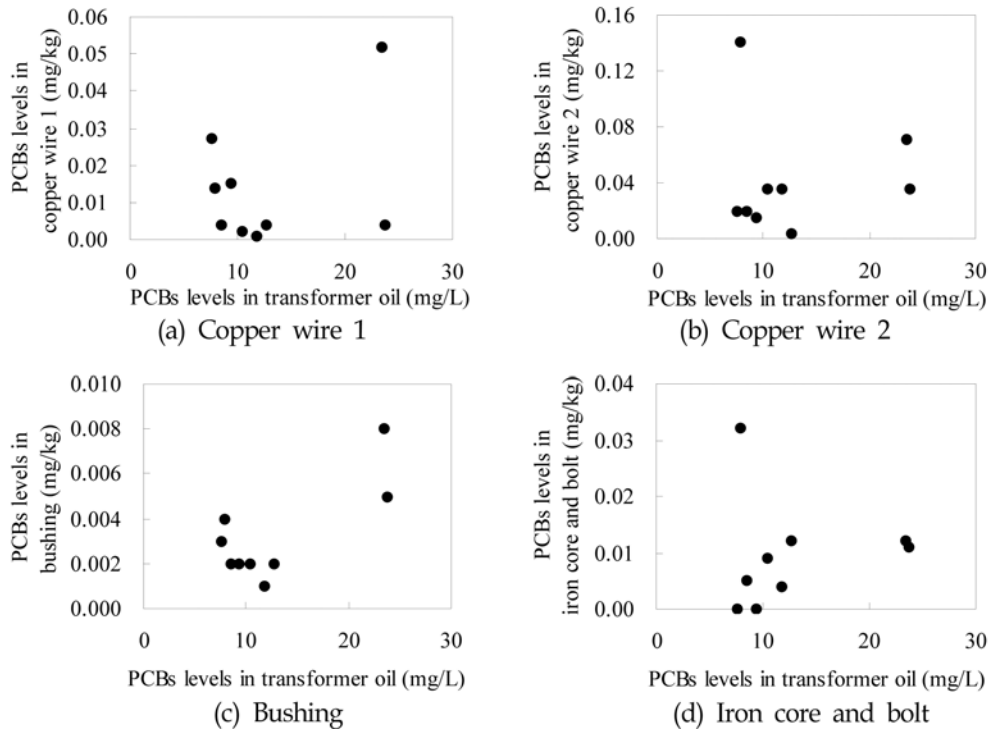 PCBs levels in
copper wire 1 (mg/kg)
0.06
0.05
0.04
0.03
0.02
0.01
0.00
0 10 20 30
PCBs levels in transformer oil (mg/L)
(a) Copper wire 1
PCBs levels in
copper wire 2 (mg/kg)
0.16
0.12
0.08
0.04
0.00
0 10 20 30
PCBs levels in transformer oil (mg/L)
(b) Copper wire 2
PCBs levels in
bushing (mg/kg)
0.010
0.008
0.006
0.004
0.002
0.000
0 10 20 30
PCBs levels in transformer oil (mg/L)
(c) Bushing
PCBs levels in
iron core and bolt (mg/kg)
0.04
0.03
0.02
0.01
0.00
0 10 20 30
PCBs levels in transformer oil (mg/L)
(d) Iron core and bolt